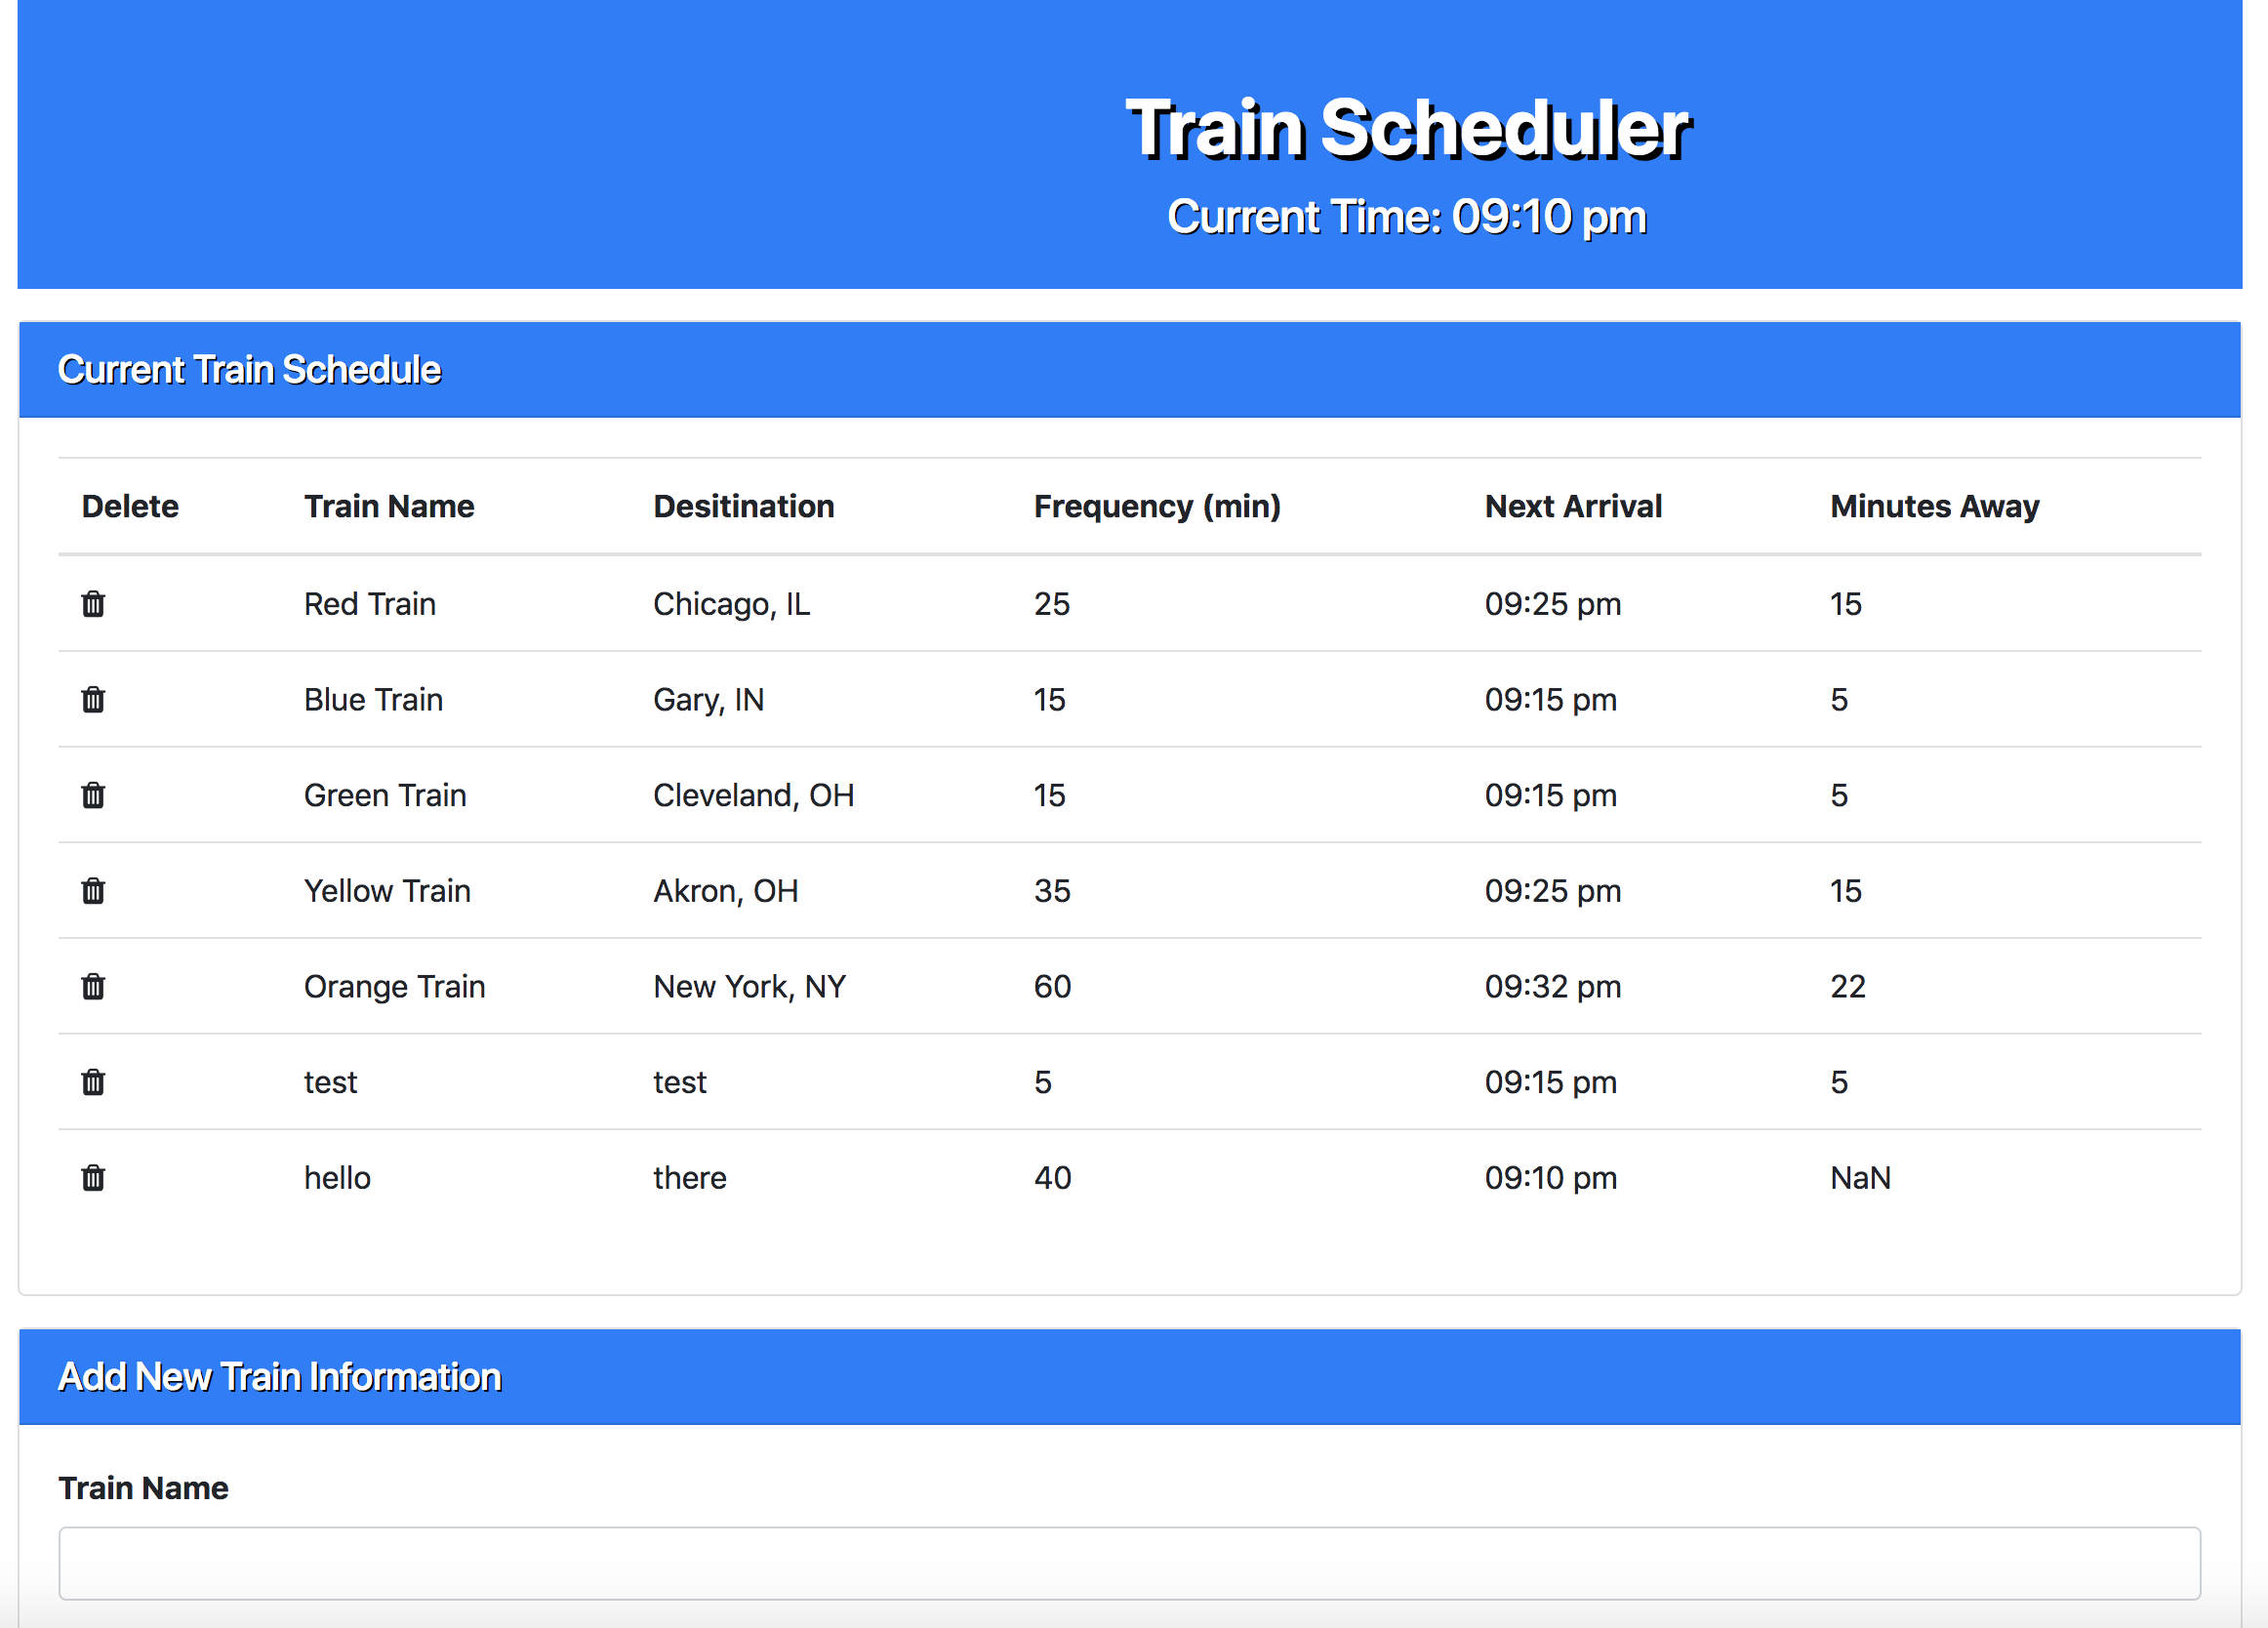 Train Scheduler
Current Time: 09:10 pm
Current Train Schedule
Delete Train Name Desitination Frequency (min) Next Arrival Minutes Away
Red Train Chicago, IL 25 09:25 pm 15
Blue Train Gary, IN 15 09:15 pm 5
Green Train Cleveland, OH 15 09:15 pm 5
Yellow Train Akron, OH 35 09:25 pm 15
Orange Train New York, NY 60 09:32 pm 22
test test 5 09:15 pm 5
hello there 40 09:10 pm NaN
Add New Train Information
Train Name